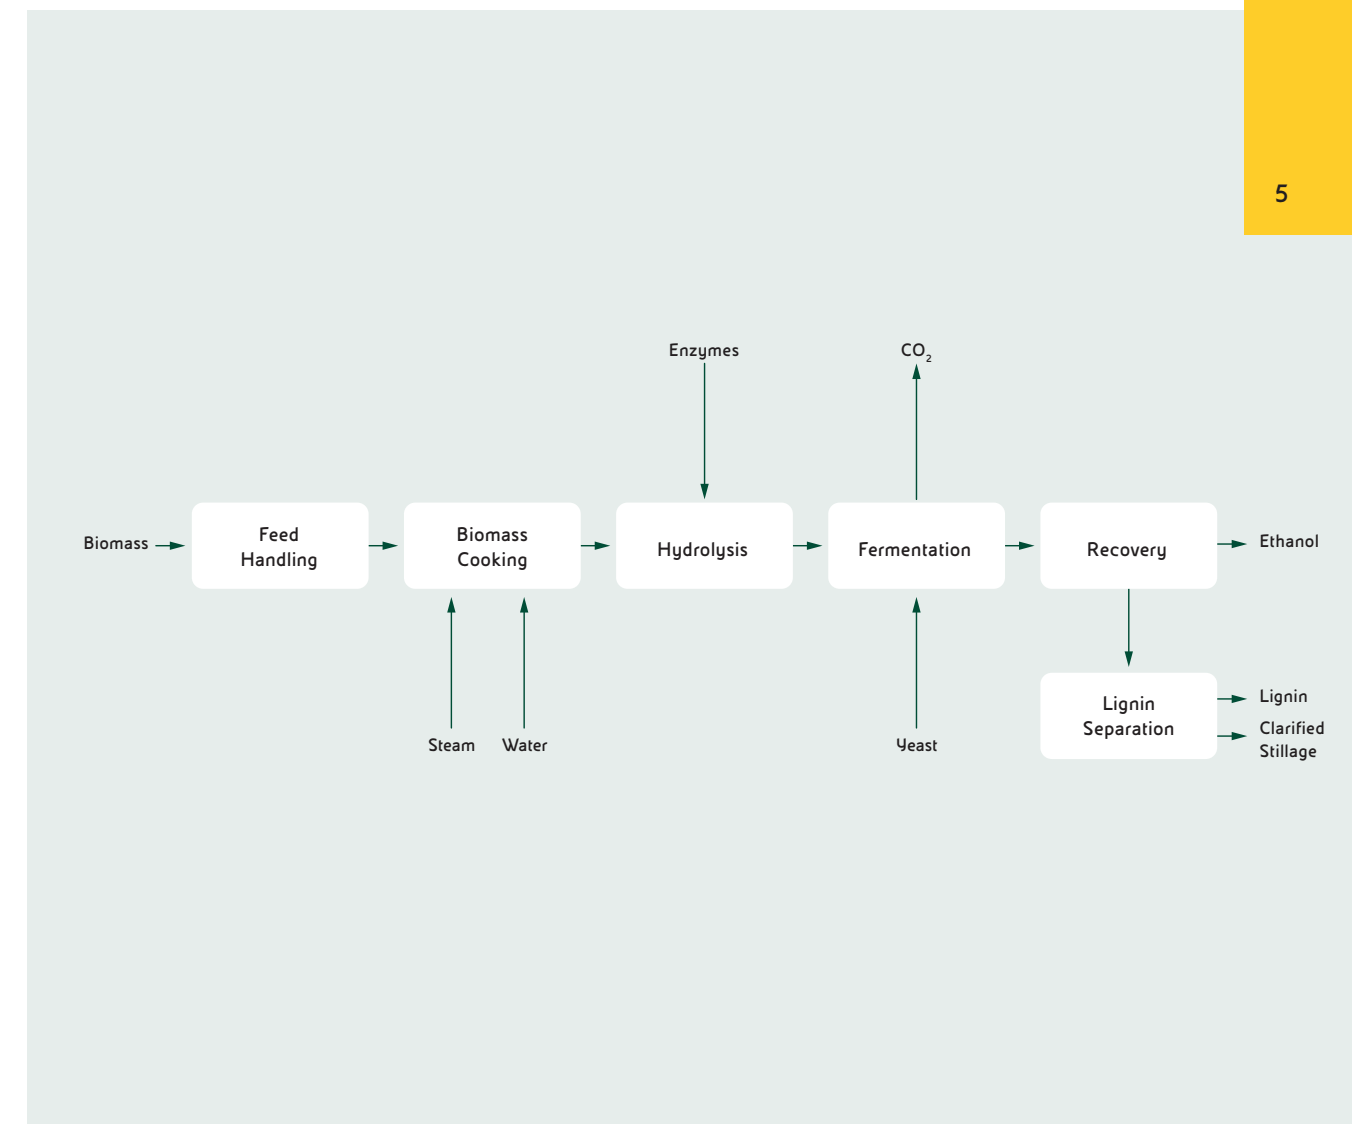 5
Enzymes
CO₂
Biomass
Feed
Handling
Biomass
Cooking
Hydrolysis
Fermentation
Recovery
Ethanol
Steam
Water
Yeast
Lignin
Separation
Lignin
Clarified
Stillage